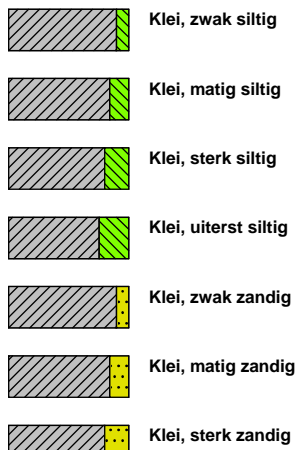 Klei, zwak siltig
Klei, matig siltig
Klei, sterk siltig
Klei, uiterst siltig
Klei, zwak zandig
Klei, matig zandig
Klei, sterk zandig